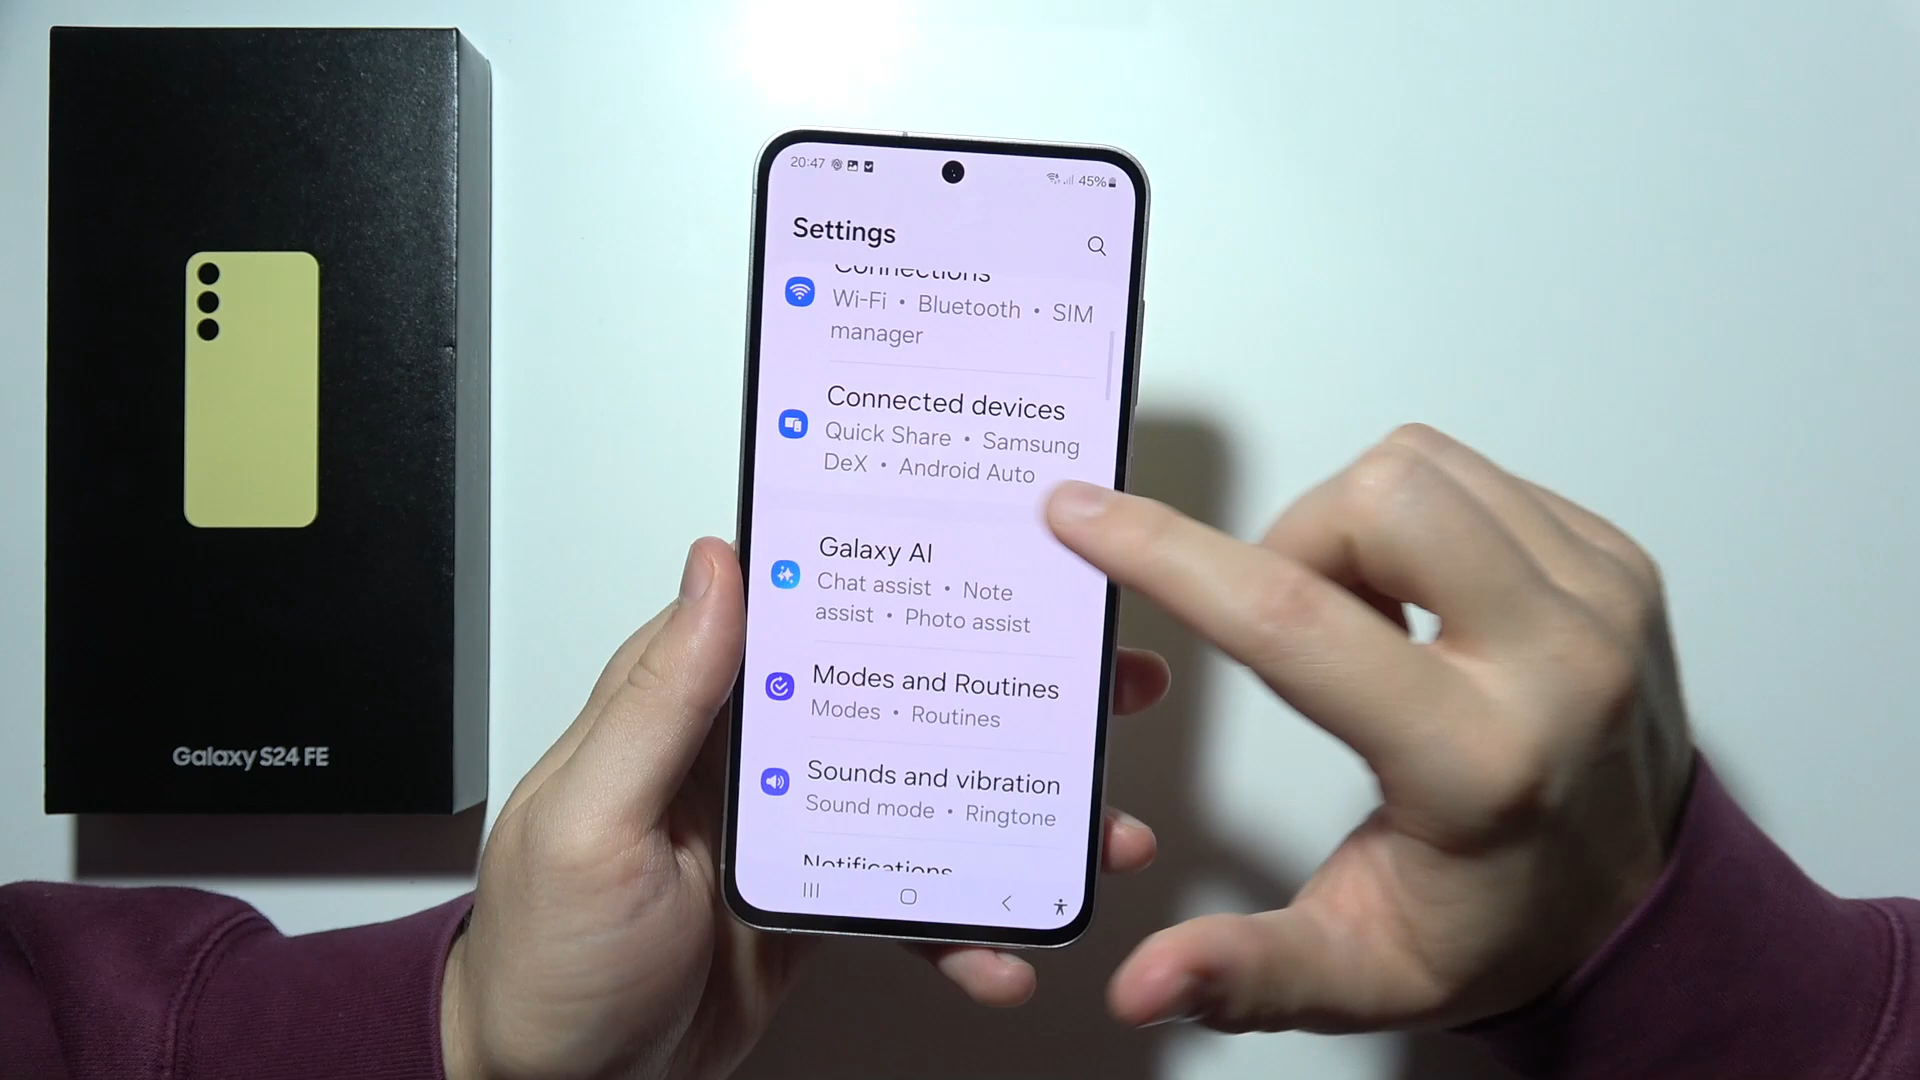 20:47
45%
Settings
Connections
Wi-Fi • Bluetooth • SIM
manager
Connected devices
Quick Share • Samsung
DeX • Android Auto
Galaxy AI
Chat assist • Note
assist • Photo assist
Modes and Routines
Modes • Routines
Sounds and vibration
Sound mode • Ringtone
Notifications
Galaxy S24 FE